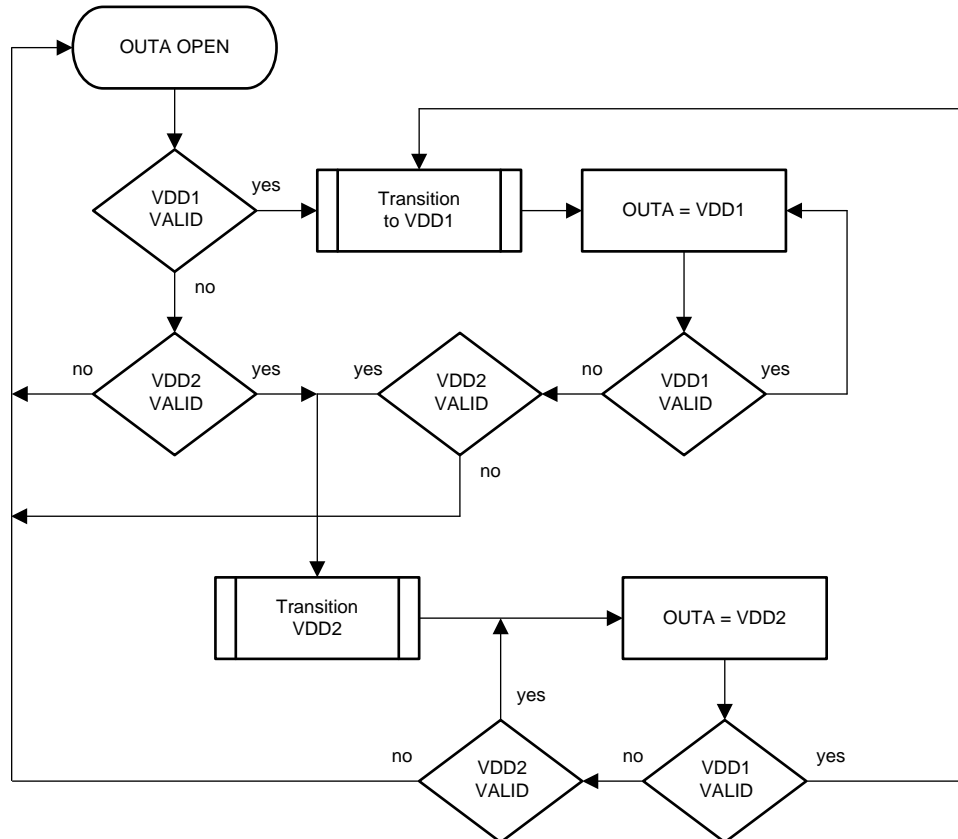 OUTA OPEN
yes
VDD1
VALID
Transition
to VDD1
OUTA = VDD1
no
no
VDD2
VALID
yes
yes
VDD2
VALID
no
VDD1
VALID
yes
no
Transition
VDD2
OUTA = VDD2
yes
no
VDD2
VALID
no
VDD1
VALID
yes